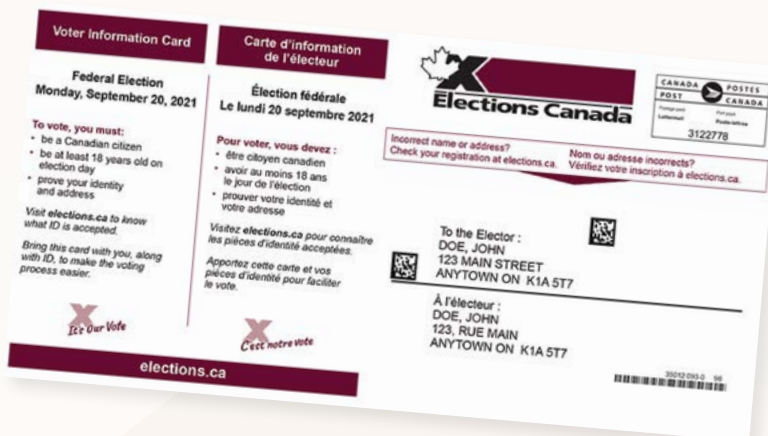 Voter Information Card
Federal Election
Monday, September 20, 2021
To vote, you must:
• be a Canadian citizen
• be at least 18 years old on
election day
• prove your identity
and address
Visit elections.ca to know
what ID is accepted.
Bring this card with you, along
with ID, to make the voting
process easier.
It's Our Vote
Carte d'information
de l'électeur
Élection fédérale
Le lundi 20 septembre 2021
Pour voter, vous devez :
• être citoyen canadien
• avoir au moins 18 ans
le jour de l'élection
• prouver votre identité et
votre adresse
Visitez elections.ca pour connaître
les pièces d'identité acceptées.
Apportez cette carte et vos
pièces d'identité pour faciliter
le vote.
C'est notre vote
elections.ca
Elections Canada
CANADA POSTES
POST CANADA
Postage paid Port payé
Lettermail Poste-lettres
3122778
Incorrect name or address?
Check your registration at elections.ca.
Nom ou adresse incorrects?
Vérifiez votre inscription à elections.ca.
To the Elector :
DOE, JOHN
123 MAIN STREET
ANYTOWN ON K1A 5T7
À l'électeur :
DOE, JOHN
123, RUE MAIN
ANYTOWN ON K1A 5T7